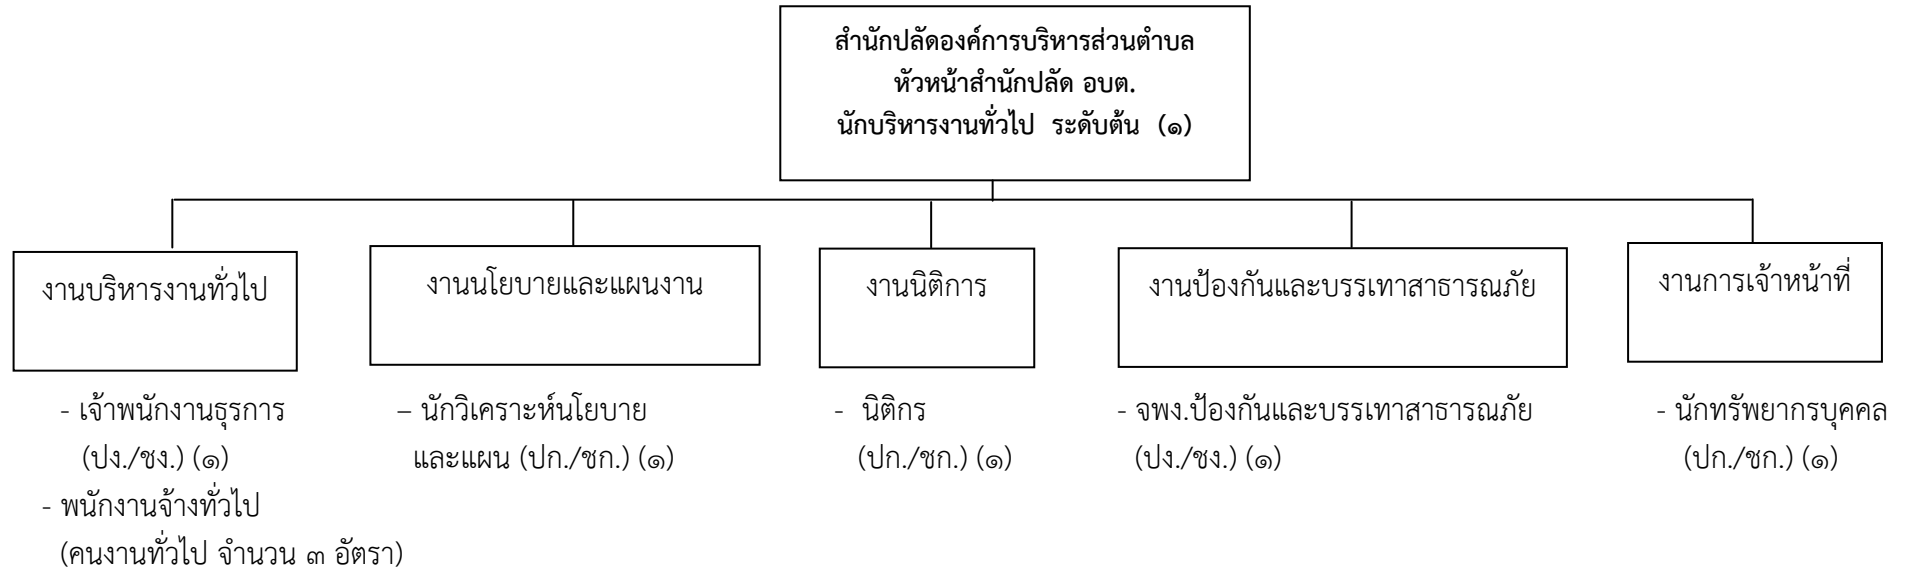 สำนักปลัดองค์การบริหารส่วนตำบล
หัวหน้าสำนักปลัด อบต.
นักบริหารงานทั่วไป ระดับต้น (๑)
งานบริหารงานทั่วไป
งานนโยบายและแผนงาน
งานนิติการ
งานป้องกันและบรรเทาสาธารณภัย
งานการเจ้าหน้าที่
- เจ้าพนักงานธุรการ
(ปง./ชง.) (๑)
- พนักงานจ้างทั่วไป
(คนงานทั่วไป จำนวน ๓ อัตรา)
– นักวิเคราะห์นโยบาย
และแผน (ปก./ชก.) (๑)
- นิติกร
(ปก./ชก.) (๑)
- จพง.ป้องกันและบรรเทาสาธารณภัย
(ปง./ชง.) (๑)
- นักทรัพยากรบุคคล
(ปก./ชก.) (๑)